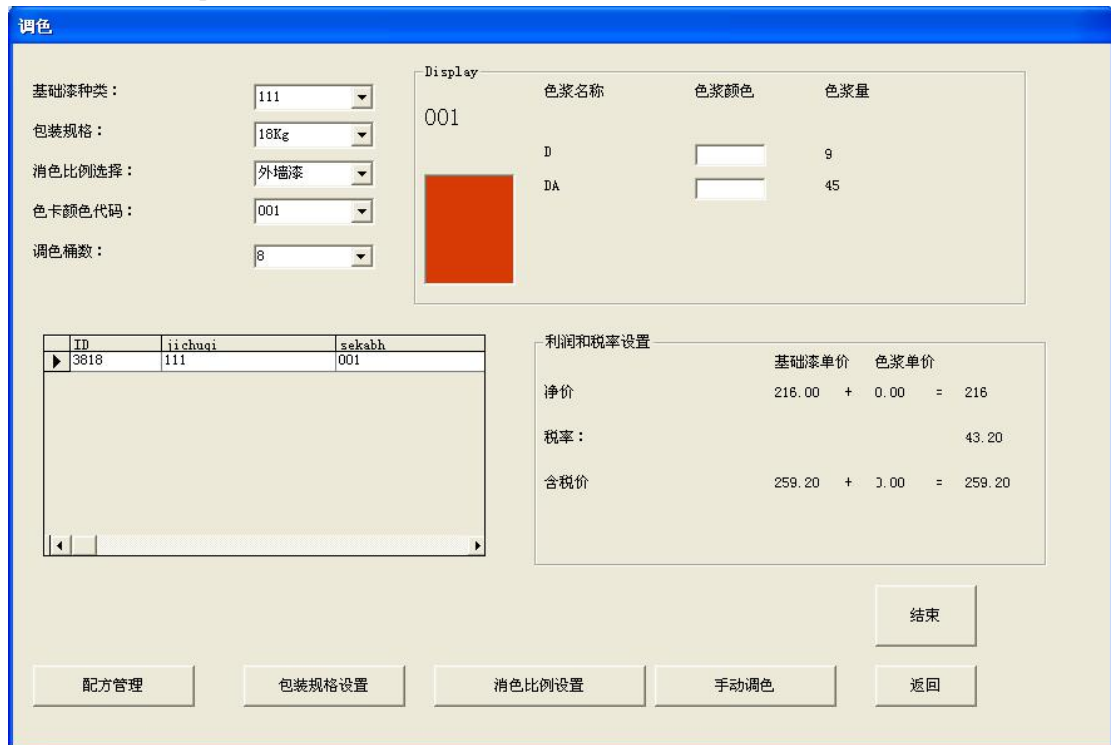 调色
基础漆种类：
111
包装规格：
18Kg
消色比例选择：
外墙漆
色卡颜色代码：
001
调色桶数：
8
Display
001
色浆名称 色浆颜色 色浆量
D 9
DA 45
ID jichuqi sekabh
3818 111 001
利润和税率设置
基础漆单价 色浆单价
净价 216.00 + 0.00 = 216
税率： 43.20
含税价 259.20 + 0.00 = 259.20
结束
配方管理 包装规格设置 消色比例设置 手动调色 返回